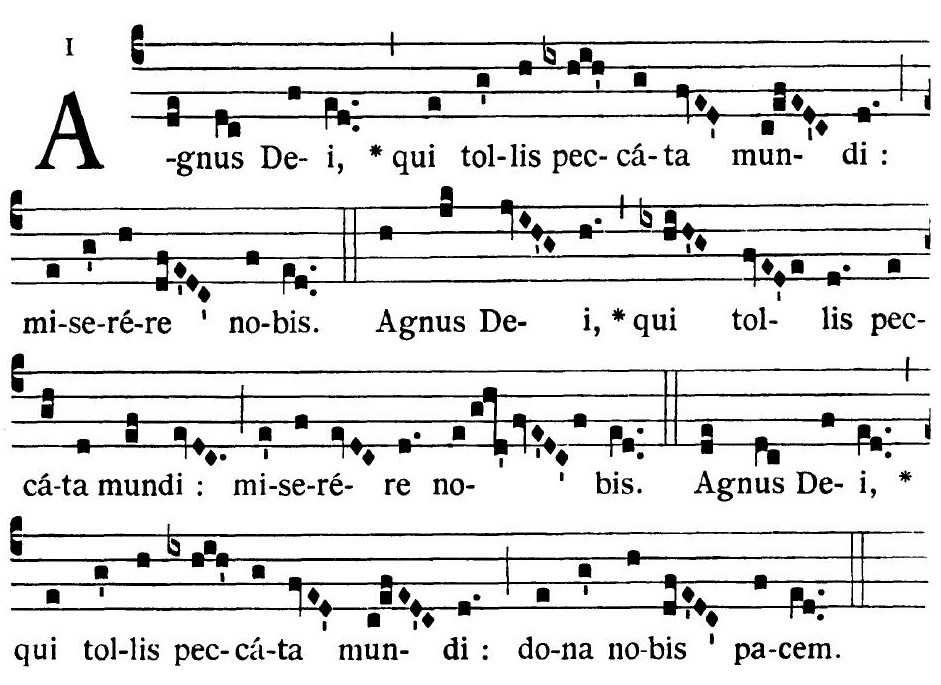 I
A-gnus De- i, * qui tol-lis pec-cá-ta mun- di :
mi-se-ré-re ' no-bis. Agnus De- i, * qui tol- lis pec-
cá-ta mundi : mi-se-ré- re no- bis. Agnus De- i, *
qui tol-lis pec-cá-ta mun- di : do-na no-bis ' pa-cem.